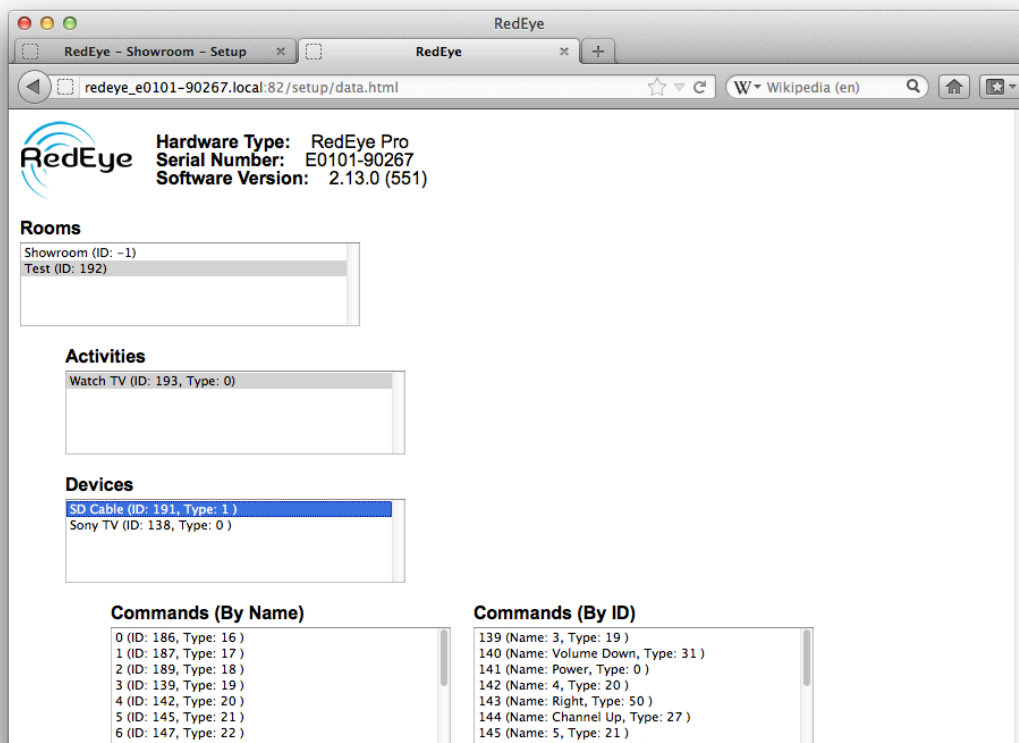 RedEye
RedEye – Showroom – Setup
RedEye
redeye_e0101-90267.local:82/setup/data.html
W Wikipedia (en)
RedEye
Hardware Type: RedEye Pro
Serial Number: E0101-90267
Software Version: 2.13.0 (551)
Rooms
Showroom (ID: -1)
Test (ID: 192)
Activities
Watch TV (ID: 193, Type: 0)
Devices
SD Cable (ID: 191, Type: 1 )
Sony TV (ID: 138, Type: 0 )
Commands (By Name)
0 (ID: 186, Type: 16 )
1 (ID: 187, Type: 17 )
2 (ID: 189, Type: 18 )
3 (ID: 139, Type: 19 )
4 (ID: 142, Type: 20 )
5 (ID: 145, Type: 21 )
6 (ID: 147, Type: 22 )
Commands (By ID)
139 (Name: 3, Type: 19 )
140 (Name: Volume Down, Type: 31 )
141 (Name: Power, Type: 0 )
142 (Name: 4, Type: 20 )
143 (Name: Right, Type: 50 )
144 (Name: Channel Up, Type: 27 )
145 (Name: 5, Type: 21 )